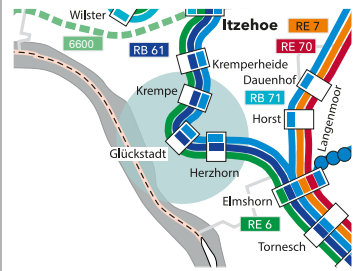 Wilster
Itzehoe
RE 7
6600
RB 61
RE 70
Kremperheide
Dauenhof
Krempe
RB 71
Horst
Langenmoor
Glückstadt
Herzhorn
Elmshorn
RE 6
Tornesch